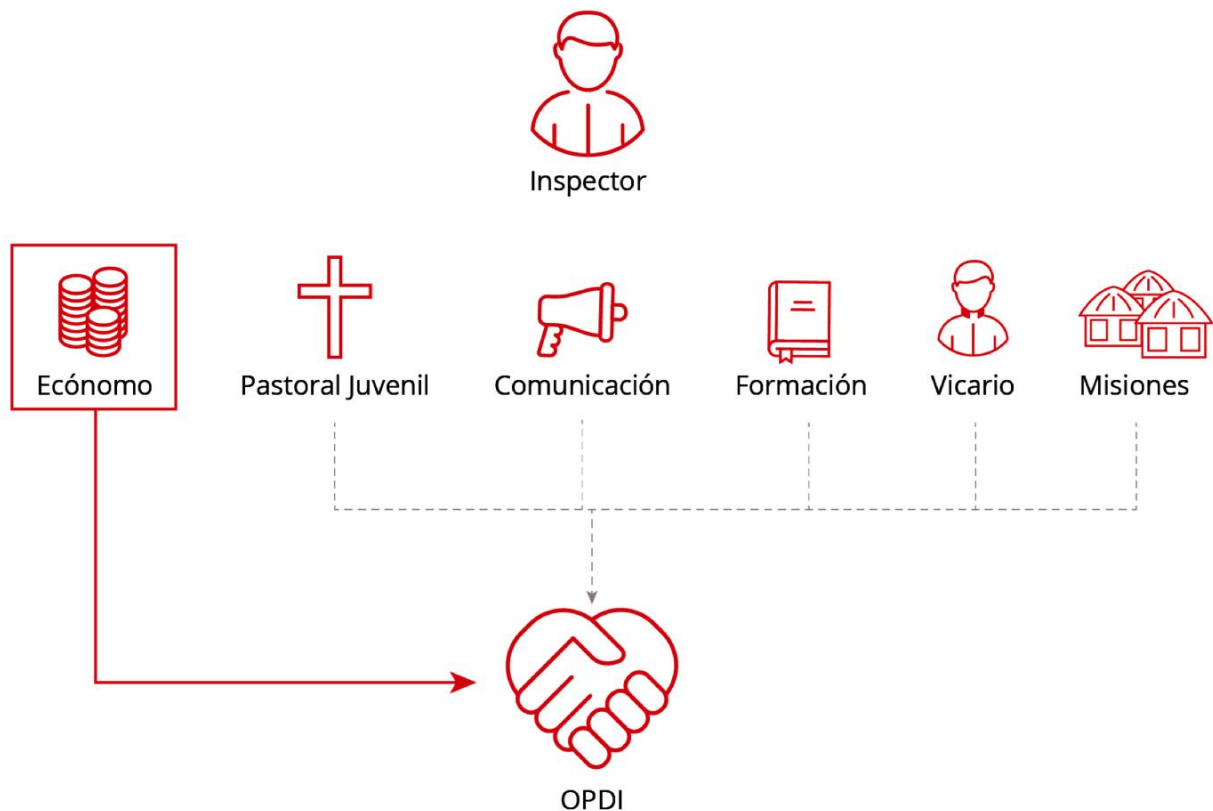 Inspector
Ecónomo
Pastoral Juvenil
Comunicación
Formación
Vicario
Misiones
OPDI